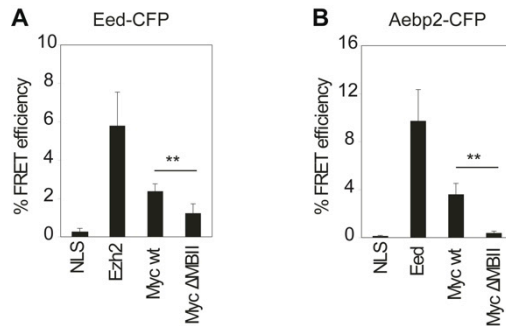 A
Eed-CFP
% FRET efficiency
10
8
6
4
2
0
**
NLS
Ezh2
Myc wt
Myc ΔMBII
B
Aebp2-CFP
% FRET efficiency
16
12
8
4
0
**
NLS
Eed
Myc wt
Myc ΔMBII